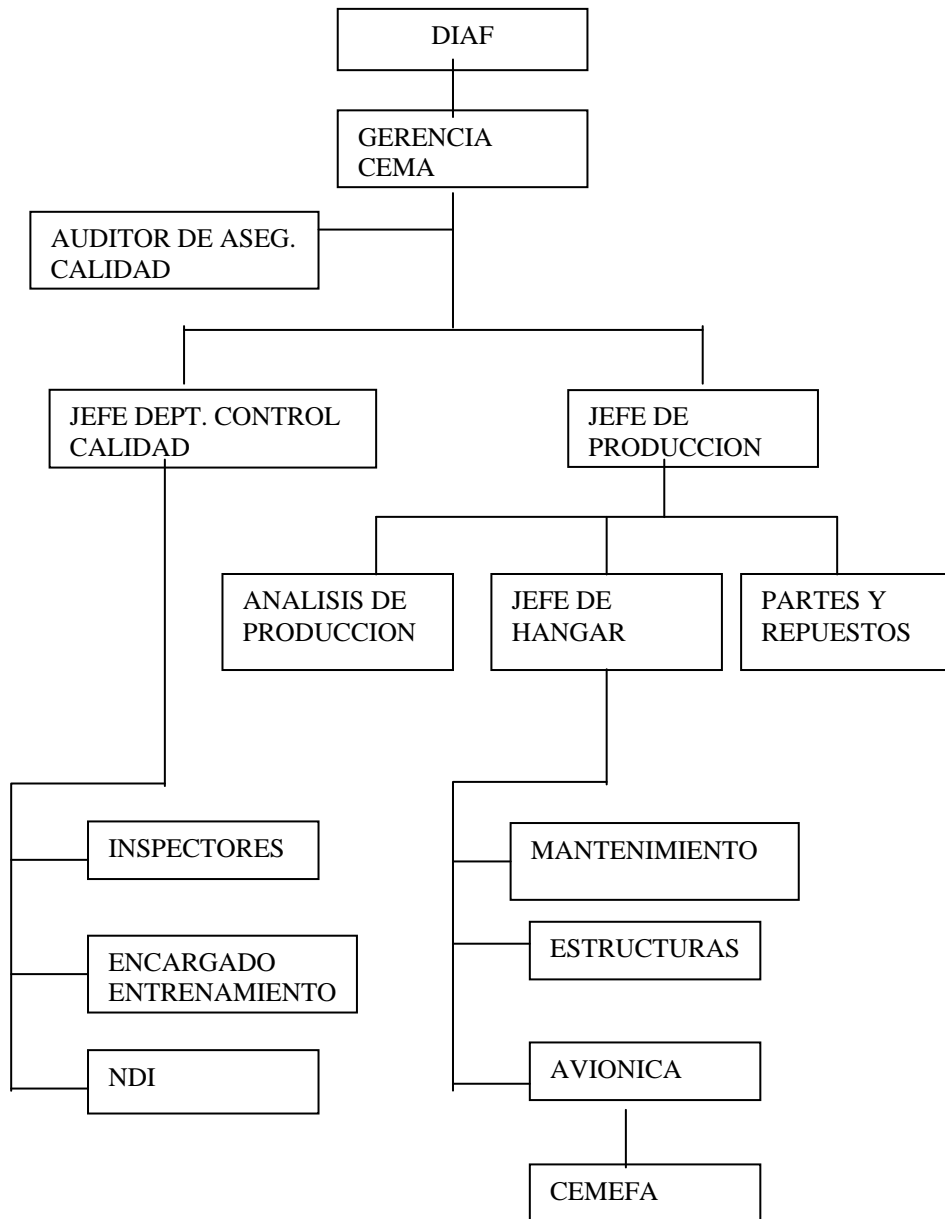 DIAF
GERENCIA
CEMA
AUDITOR DE ASEG.
CALIDAD
JEFE DEPT. CONTROL
CALIDAD
JEFE DE
PRODUCCION
ANALISIS DE
PRODUCCION
JEFE DE
HANGAR
PARTES Y
REPUESTOS
INSPECTORES
ENCARGADO
ENTRENAMIENTO
NDI
MANTENIMIENTO
ESTRUCTURAS
AVIONICA
CEMEFA